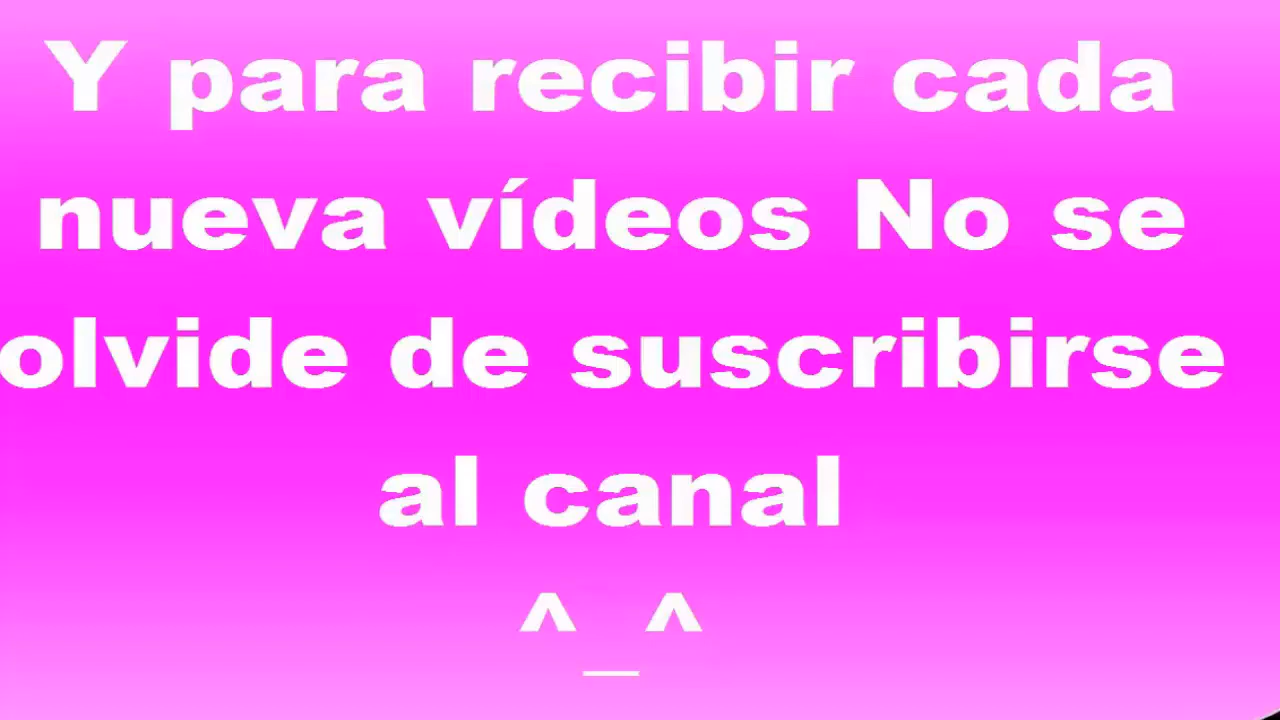 Y para recibir cada
nueva vídeos No se
olvide de suscribirse
al canal
^_^